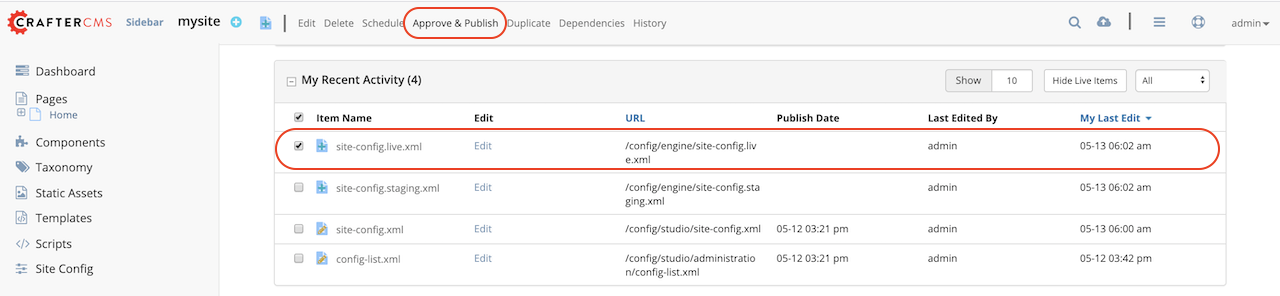 CRAFTERCMS Sidebar mysite Edit Delete Schedule Approve & Publish Duplicate Dependencies History admin
Dashboard
Pages
Home
Components
Taxonomy
Static Assets
Templates
Scripts
Site Config
My Recent Activity (4) Show 10 Hide Live Items All
Item Name Edit URL Publish Date Last Edited By My Last Edit
site-config.live.xml Edit /config/engine/site-config.liv admin 05-13 06:02 am
e.xml
site-config.staging.xml Edit /config/engine/site-config.sta admin 05-13 06:02 am
ging.xml
site-config.xml Edit /config/studio/site-config.xml 05-12 03:21 pm admin 05-13 06:00 am
config-list.xml Edit /config/studio/administratio 05-12 03:21 pm admin 05-12 03:42 pm
n/config-list.xml